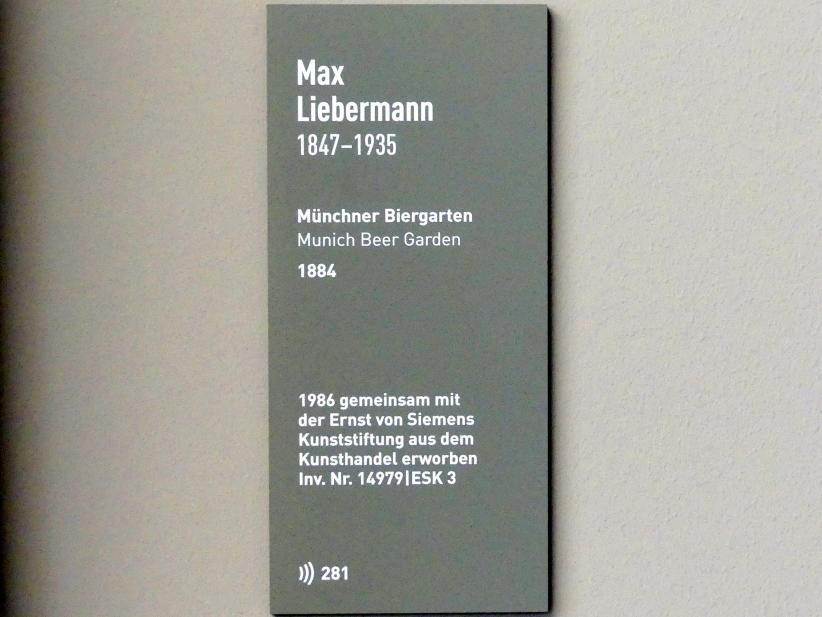 Max
Liebermann
1847–1935
Münchner Biergarten
Munich Beer Garden
1884
1986 gemeinsam mit
der Ernst von Siemens
Kunststiftung aus dem
Kunsthandel erworben
Inv. Nr. 14979|ESK 3
281